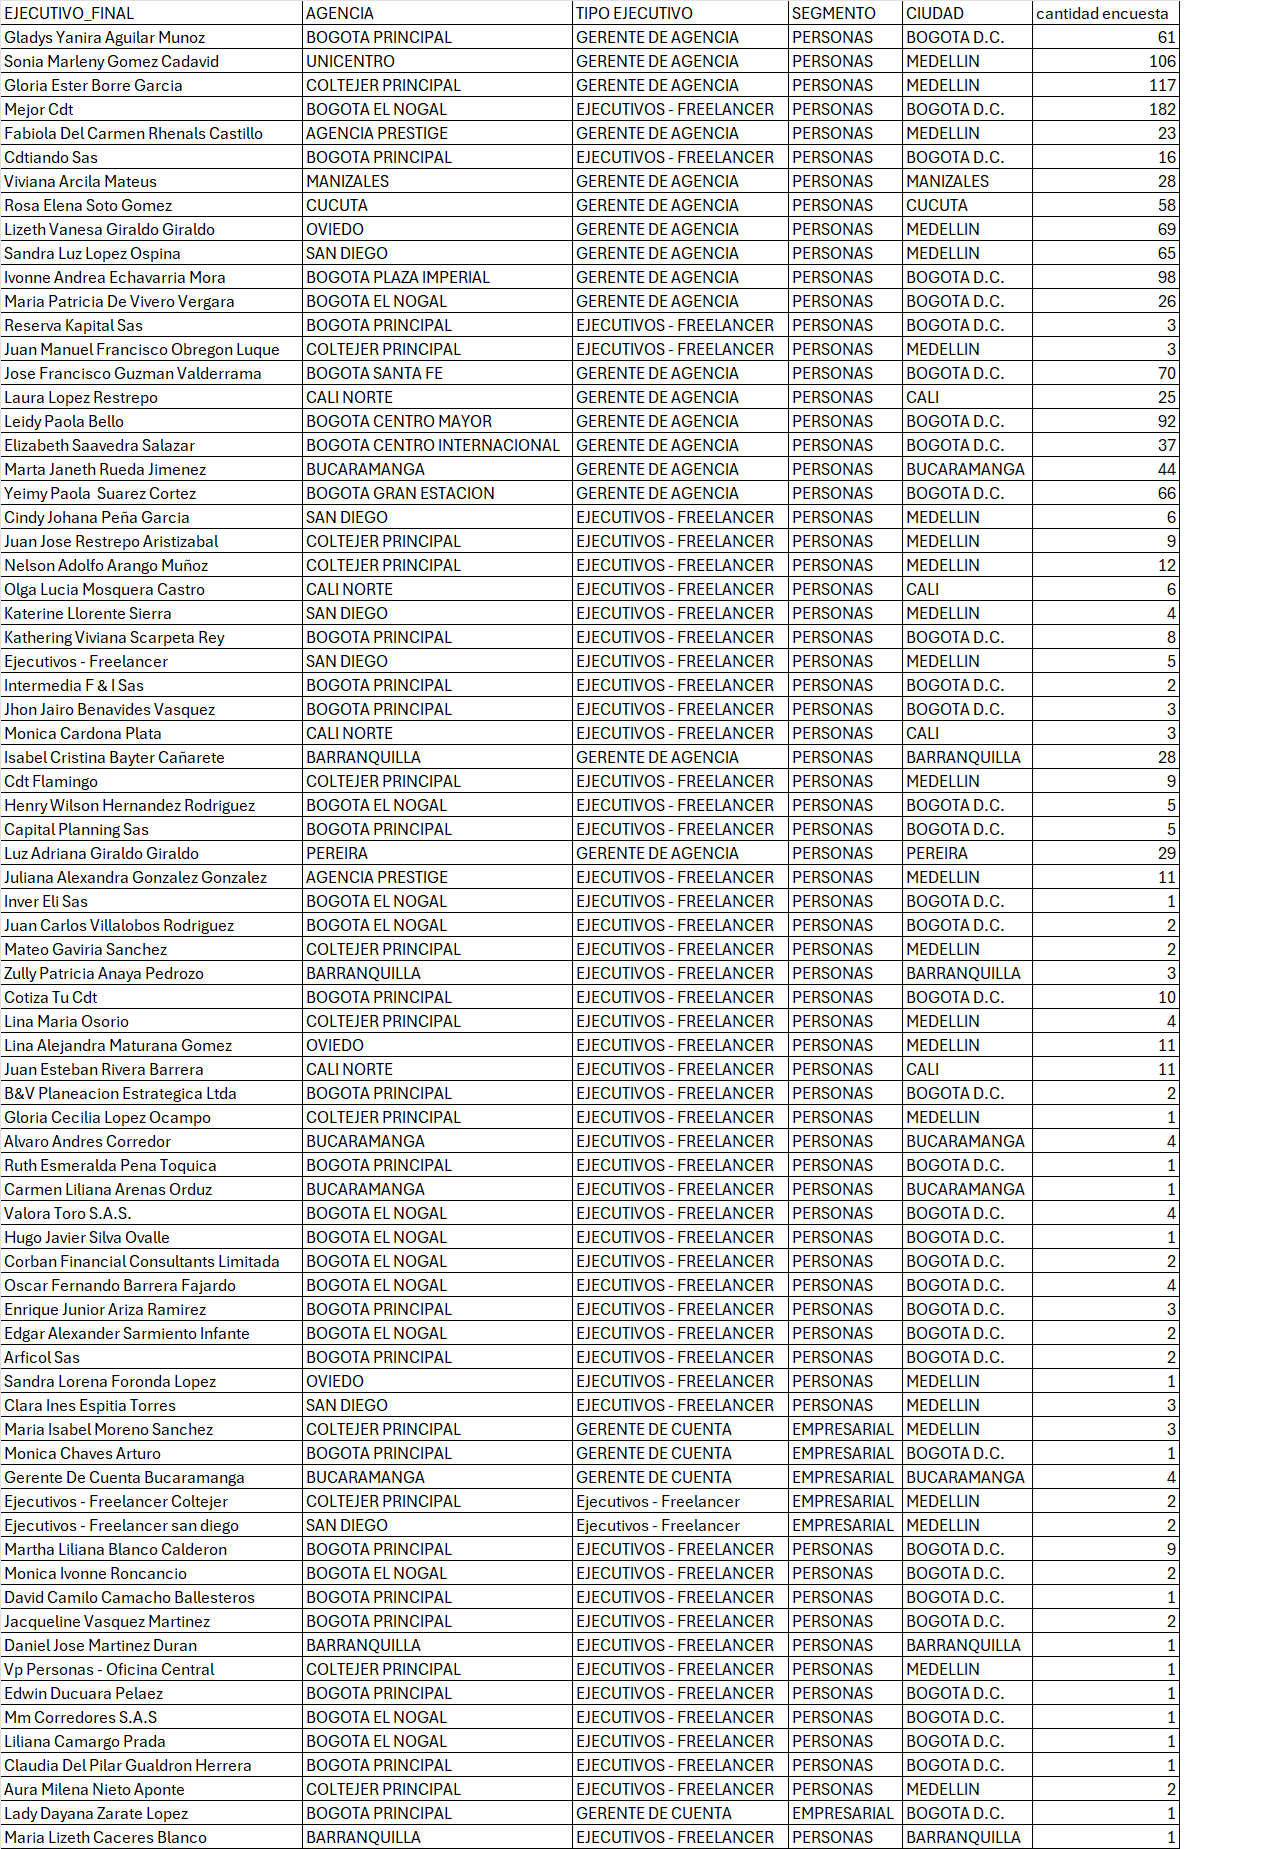 EJECUTIVO_FINAL AGENCIA TIPO EJECUTIVO SEGMENTO CIUDAD cantidad encuesta
Gladys Yanira Aguilar Munoz BOGOTA PRINCIPAL GERENTE DE AGENCIA PERSONAS BOGOTA D.C. 61
Sonia Marleny Gomez Cadavid UNICENTRO GERENTE DE AGENCIA PERSONAS MEDELLIN 106
Gloria Ester Borre Garcia COLTEJER PRINCIPAL GERENTE DE AGENCIA PERSONAS MEDELLIN 117
Mejor Cdt BOGOTA EL NOGAL EJECUTIVOS - FREELANCER PERSONAS BOGOTA D.C. 182
Fabiola Del Carmen Rhenals Castillo AGENCIA PRESTIGE GERENTE DE AGENCIA PERSONAS MEDELLIN 23
Cdtiando Sas BOGOTA PRINCIPAL EJECUTIVOS - FREELANCER PERSONAS BOGOTA D.C. 16
Viviana Arcila Mateus MANIZALES GERENTE DE AGENCIA PERSONAS MANIZALES 28
Rosa Elena Soto Gomez CUCUTA GERENTE DE AGENCIA PERSONAS CUCUTA 58
Lizeth Vanesa Giraldo Giraldo OVIEDO GERENTE DE AGENCIA PERSONAS MEDELLIN 69
Sandra Luz Lopez Ospina SAN DIEGO GERENTE DE AGENCIA PERSONAS MEDELLIN 65
Ivonne Andrea Echavarria Mora BOGOTA PLAZA IMPERIAL GERENTE DE AGENCIA PERSONAS BOGOTA D.C. 98
Maria Patricia De Vivero Vergara BOGOTA EL NOGAL GERENTE DE AGENCIA PERSONAS BOGOTA D.C. 26
Reserva Kapital Sas BOGOTA PRINCIPAL EJECUTIVOS - FREELANCER PERSONAS BOGOTA D.C. 3
Juan Manuel Francisco Obregon Luque COLTEJER PRINCIPAL EJECUTIVOS - FREELANCER PERSONAS MEDELLIN 3
Jose Francisco Guzman Valderrama BOGOTA SANTA FE GERENTE DE AGENCIA PERSONAS BOGOTA D.C. 70
Laura Lopez Restrepo CALI NORTE GERENTE DE AGENCIA PERSONAS CALI 25
Leidy Paola Bello BOGOTA CENTRO MAYOR GERENTE DE AGENCIA PERSONAS BOGOTA D.C. 92
Elizabeth Saavedra Salazar BOGOTA CENTRO INTERNACIONAL GERENTE DE AGENCIA PERSONAS BOGOTA D.C. 37
Marta Janeth Rueda Jimenez BUCARAMANGA GERENTE DE AGENCIA PERSONAS BUCARAMANGA 44
Yeimy Paola  Suarez Cortez BOGOTA GRAN ESTACION GERENTE DE AGENCIA PERSONAS BOGOTA D.C. 66
Cindy Johana Peña Garcia SAN DIEGO EJECUTIVOS - FREELANCER PERSONAS MEDELLIN 6
Juan Jose Restrepo Aristizabal COLTEJER PRINCIPAL EJECUTIVOS - FREELANCER PERSONAS MEDELLIN 9
Nelson Adolfo Arango Muñoz COLTEJER PRINCIPAL EJECUTIVOS - FREELANCER PERSONAS MEDELLIN 12
Olga Lucia Mosquera Castro CALI NORTE EJECUTIVOS - FREELANCER PERSONAS CALI 6
Katerine Llorente Sierra SAN DIEGO EJECUTIVOS - FREELANCER PERSONAS MEDELLIN 4
Kathering Viviana Scarpeta Rey BOGOTA PRINCIPAL EJECUTIVOS - FREELANCER PERSONAS BOGOTA D.C. 8
Ejecutivos - Freelancer SAN DIEGO EJECUTIVOS - FREELANCER PERSONAS MEDELLIN 5
Intermedia F & I Sas BOGOTA PRINCIPAL EJECUTIVOS - FREELANCER PERSONAS BOGOTA D.C. 2
Jhon Jairo Benavides Vasquez BOGOTA PRINCIPAL EJECUTIVOS - FREELANCER PERSONAS BOGOTA D.C. 3
Monica Cardona Plata CALI NORTE EJECUTIVOS - FREELANCER PERSONAS CALI 3
Isabel Cristina Bayter Cañarete BARRANQUILLA GERENTE DE AGENCIA PERSONAS BARRANQUILLA 28
Cdt Flamingo COLTEJER PRINCIPAL EJECUTIVOS - FREELANCER PERSONAS MEDELLIN 9
Henry Wilson Hernandez Rodriguez BOGOTA EL NOGAL EJECUTIVOS - FREELANCER PERSONAS BOGOTA D.C. 5
Capital Planning Sas BOGOTA PRINCIPAL EJECUTIVOS - FREELANCER PERSONAS BOGOTA D.C. 5
Luz Adriana Giraldo Giraldo PEREIRA GERENTE DE AGENCIA PERSONAS PEREIRA 29
Juliana Alexandra Gonzalez Gonzalez AGENCIA PRESTIGE EJECUTIVOS - FREELANCER PERSONAS MEDELLIN 11
Inver Eli Sas BOGOTA EL NOGAL EJECUTIVOS - FREELANCER PERSONAS BOGOTA D.C. 1
Juan Carlos Villalobos Rodriguez BOGOTA EL NOGAL EJECUTIVOS - FREELANCER PERSONAS BOGOTA D.C. 2
Mateo Gaviria Sanchez COLTEJER PRINCIPAL EJECUTIVOS - FREELANCER PERSONAS MEDELLIN 2
Zully Patricia Anaya Pedrozo BARRANQUILLA EJECUTIVOS - FREELANCER PERSONAS BARRANQUILLA 3
Cotiza Tu Cdt BOGOTA PRINCIPAL EJECUTIVOS - FREELANCER PERSONAS BOGOTA D.C. 10
Lina Maria Osorio COLTEJER PRINCIPAL EJECUTIVOS - FREELANCER PERSONAS MEDELLIN 4
Lina Alejandra Maturana Gomez OVIEDO EJECUTIVOS - FREELANCER PERSONAS MEDELLIN 11
Juan Esteban Rivera Barrera CALI NORTE EJECUTIVOS - FREELANCER PERSONAS CALI 11
B&V Planeacion Estrategica Ltda BOGOTA PRINCIPAL EJECUTIVOS - FREELANCER PERSONAS BOGOTA D.C. 2
Gloria Cecilia Lopez Ocampo COLTEJER PRINCIPAL EJECUTIVOS - FREELANCER PERSONAS MEDELLIN 1
Alvaro Andres Corredor BUCARAMANGA EJECUTIVOS - FREELANCER PERSONAS BUCARAMANGA 4
Ruth Esmeralda Pena Toquica BOGOTA PRINCIPAL EJECUTIVOS - FREELANCER PERSONAS BOGOTA D.C. 1
Carmen Liliana Arenas Orduz BUCARAMANGA EJECUTIVOS - FREELANCER PERSONAS BUCARAMANGA 1
Valora Toro S.A.S. BOGOTA EL NOGAL EJECUTIVOS - FREELANCER PERSONAS BOGOTA D.C. 4
Hugo Javier Silva Ovalle BOGOTA EL NOGAL EJECUTIVOS - FREELANCER PERSONAS BOGOTA D.C. 1
Corban Financial Consultants Limitada BOGOTA EL NOGAL EJECUTIVOS - FREELANCER PERSONAS BOGOTA D.C. 2
Oscar Fernando Barrera Fajardo BOGOTA EL NOGAL EJECUTIVOS - FREELANCER PERSONAS BOGOTA D.C. 4
Enrique Junior Ariza Ramirez BOGOTA PRINCIPAL EJECUTIVOS - FREELANCER PERSONAS BOGOTA D.C. 3
Edgar Alexander Sarmiento Infante BOGOTA EL NOGAL EJECUTIVOS - FREELANCER PERSONAS BOGOTA D.C. 2
Arficol Sas BOGOTA PRINCIPAL EJECUTIVOS - FREELANCER PERSONAS BOGOTA D.C. 2
Sandra Lorena Foronda Lopez OVIEDO EJECUTIVOS - FREELANCER PERSONAS MEDELLIN 1
Clara Ines Espitia Torres SAN DIEGO EJECUTIVOS - FREELANCER PERSONAS MEDELLIN 3
Maria Isabel Moreno Sanchez COLTEJER PRINCIPAL GERENTE DE CUENTA EMPRESARIAL MEDELLIN 3
Monica Chaves Arturo BOGOTA PRINCIPAL GERENTE DE CUENTA EMPRESARIAL BOGOTA D.C. 1
Gerente De Cuenta Bucaramanga BUCARAMANGA GERENTE DE CUENTA EMPRESARIAL BUCARAMANGA 4
Ejecutivos - Freelancer Coltejer COLTEJER PRINCIPAL Ejecutivos - Freelancer EMPRESARIAL MEDELLIN 2
Ejecutivos - Freelancer san diego SAN DIEGO Ejecutivos - Freelancer EMPRESARIAL MEDELLIN 2
Martha Liliana Blanco Calderon BOGOTA PRINCIPAL EJECUTIVOS - FREELANCER PERSONAS BOGOTA D.C. 9
Monica Ivonne Roncancio BOGOTA EL NOGAL EJECUTIVOS - FREELANCER PERSONAS BOGOTA D.C. 2
David Camilo Camacho Ballesteros BOGOTA PRINCIPAL EJECUTIVOS - FREELANCER PERSONAS BOGOTA D.C. 1
Jacqueline Vasquez Martinez BOGOTA PRINCIPAL EJECUTIVOS - FREELANCER PERSONAS BOGOTA D.C. 2
Daniel Jose Martinez Duran BARRANQUILLA EJECUTIVOS - FREELANCER PERSONAS BARRANQUILLA 1
Vp Personas - Oficina Central COLTEJER PRINCIPAL EJECUTIVOS - FREELANCER PERSONAS MEDELLIN 1
Edwin Ducuara Pelaez BOGOTA PRINCIPAL EJECUTIVOS - FREELANCER PERSONAS BOGOTA D.C. 1
Mm Corredores S.A.S BOGOTA EL NOGAL EJECUTIVOS - FREELANCER PERSONAS BOGOTA D.C. 1
Liliana Camargo Prada BOGOTA EL NOGAL EJECUTIVOS - FREELANCER PERSONAS BOGOTA D.C. 1
Claudia Del Pilar Gualdron Herrera BOGOTA PRINCIPAL EJECUTIVOS - FREELANCER PERSONAS BOGOTA D.C. 1
Aura Milena Nieto Aponte COLTEJER PRINCIPAL EJECUTIVOS - FREELANCER PERSONAS MEDELLIN 2
Lady Dayana Zarate Lopez BOGOTA PRINCIPAL GERENTE DE CUENTA EMPRESARIAL BOGOTA D.C. 1
Maria Lizeth Caceres Blanco BARRANQUILLA EJECUTIVOS - FREELANCER PERSONAS BARRANQUILLA 1